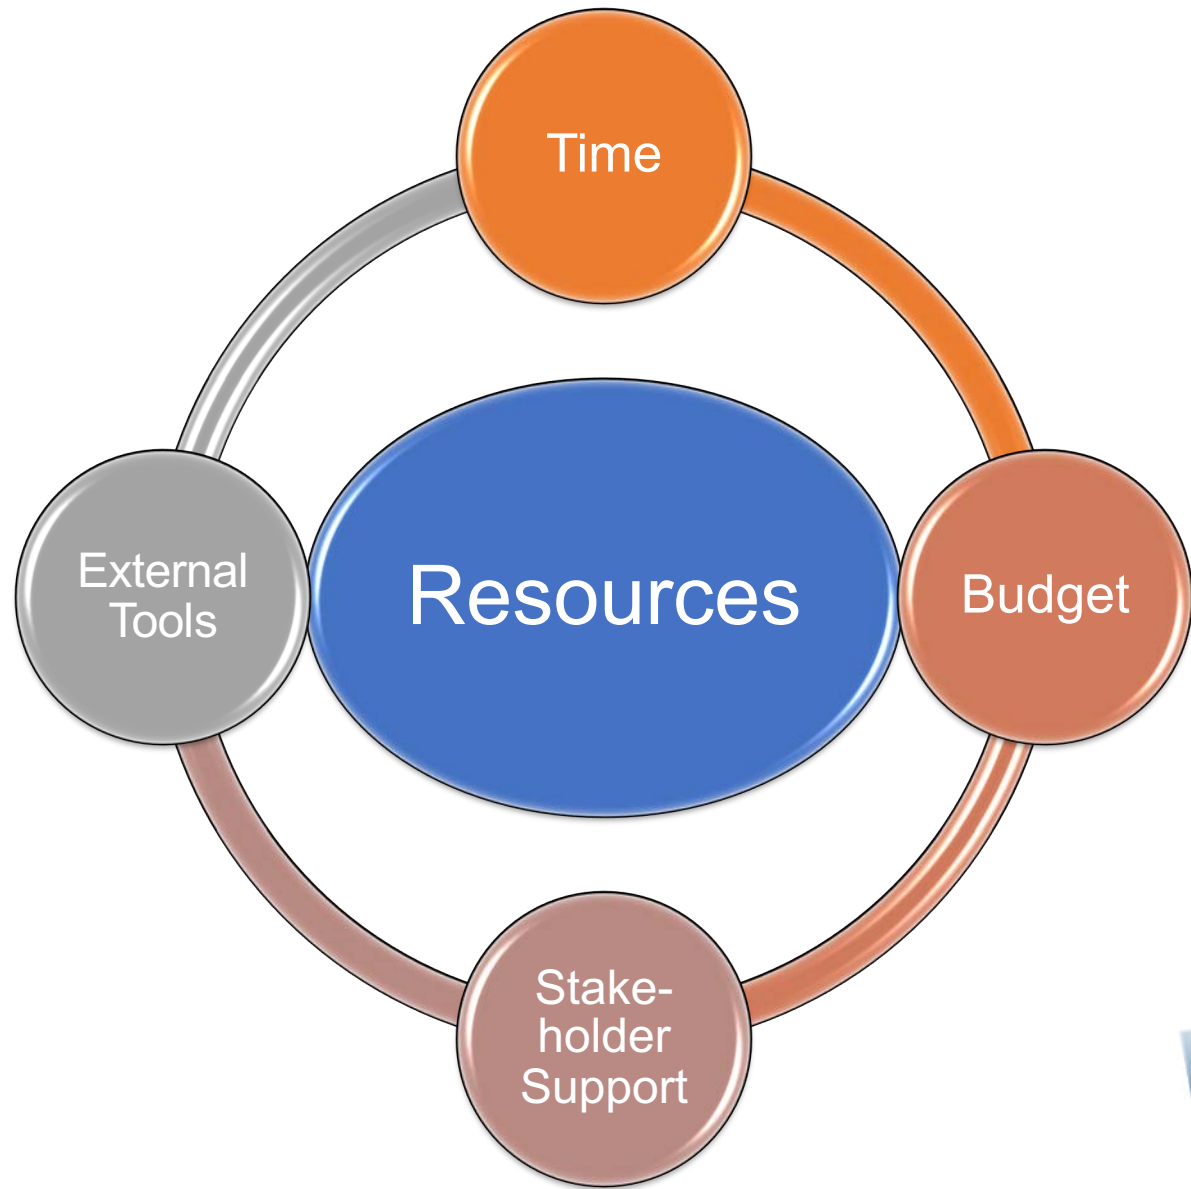 Time
External
Tools
Resources
Budget
Stake-
holder
Support